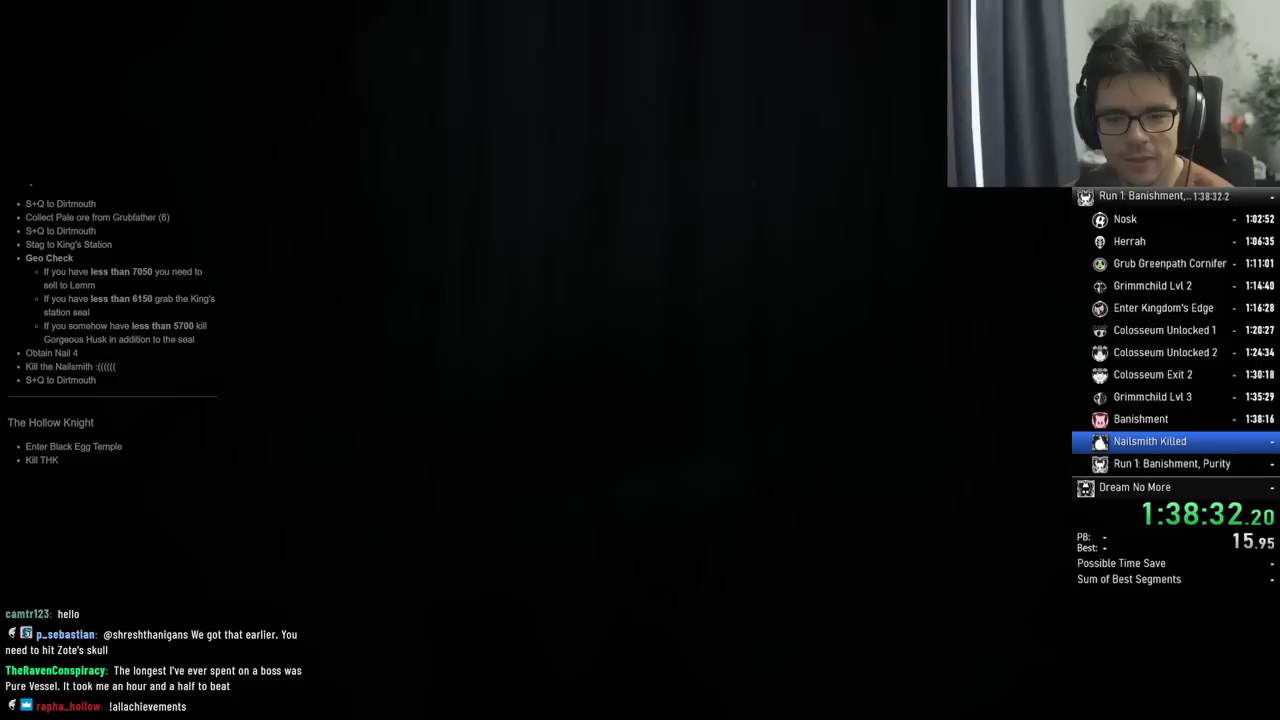 S+Q to Dirtmouth
Collect Pale ore from Grubfather (6)
S+Q to Dirtmouth
Stag to King's Station
Geo Check
If you have less than 7050 you need to
sell to Lemm
If you have less than 6150 grab the King's
station seal
If you somehow have less than 5700 kill
Gorgeous Husk in addition to the seal
Obtain Nail 4
Kill the Nailsmith :((((((
S+Q to Dirtmouth
The Hollow Knight
Enter Black Egg Temple
Kill THK
camtr123: hello
p_sebastian: @shreshthanigans We got that earlier. You
need to hit Zote's skull
TheRavenConspiracy: The longest I've ever spent on a boss was
Pure Vessel. It took me an hour and a half to beat
rapha_hollow: !allachievements
Run 1: Banishment,... 1:38:32.2 -
Nosk - 1:02:52
Herrah - 1:06:35
Grub Greenpath Cornifer - 1:11:01
Grimmchild Lvl 2 - 1:14:40
Enter Kingdom's Edge - 1:16:28
Colosseum Unlocked 1 - 1:20:27
Colosseum Unlocked 2 - 1:24:34
Colosseum Exit 2 - 1:30:18
Grimmchild Lvl 3 - 1:35:29
Banishment - 1:38:16
Nailsmith Killed -
Run 1: Banishment, Purity -
Dream No More -
1:38:32.20
PB: - 15.95
Best: -
Possible Time Save -
Sum of Best Segments -